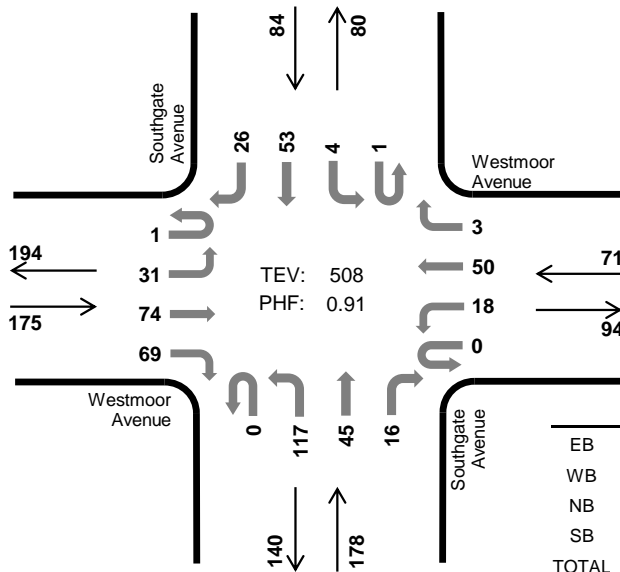 84
80
Southgate
Avenue
26
53
4
1
Westmoor
Avenue
1
3
194
31
TEV: 508
50
71
175
74
PHF: 0.91
18
94
69
0
Westmoor
Avenue
0
117
45
16
Southgate
Avenue
EB
WB
NB
SB
TOTAL
140
178